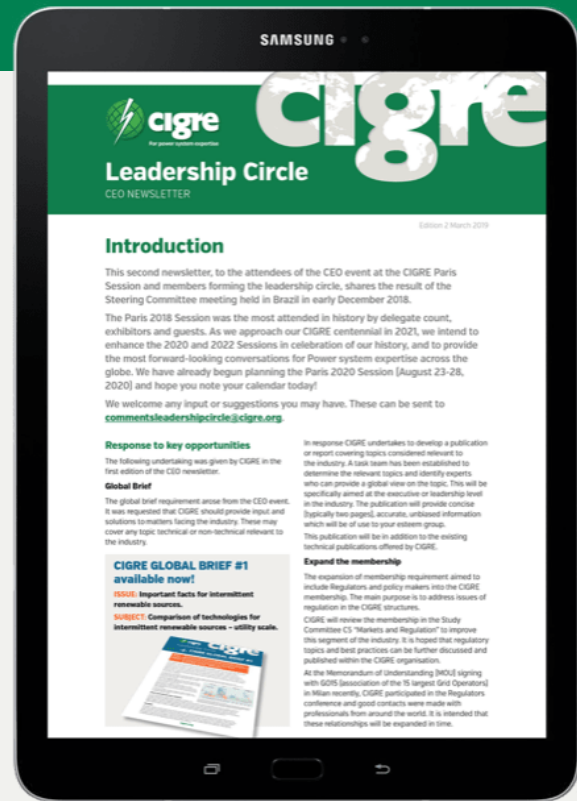 SAMSUNG
cigre
cigre
For power system expertise
Leadership Circle
CEO NEWSLETTER
Edition 2 March 2019
Introduction
This second newsletter, to the attendees of the CEO event at the CIGRE Paris
Session and members forming the leadership circle, shares the result of the
Steering Committee meeting held in Brazil in early December 2018.
The Paris 2018 Session was the most attended in history by delegate count,
exhibitors and guests. As we approach our CIGRE centennial in 2021, we intend to
enhance the 2020 and 2022 Sessions in celebration of our history, and to provide
the most forward-looking conversations for Power system expertise across the
globe. We have already begun planning the Paris 2020 Session (August 23-28,
2020) and hope you note your calendar today!
We welcome any input or suggestions you may have. These can be sent to
commentsleadershipcircle@cigre.org.
Response to key opportunities
The following undertaking was given by CIGRE in the
first edition of the CEO newsletter.
Global Brief
The global brief requirement arose from the CEO event.
It was requested that CIGRE should provide input and
solutions to matters facing the industry. These may
cover any topic technical or non-technical relevant to
the industry.
CIGRE GLOBAL BRIEF #1
available now!
ISSUE: Important facts for intermittent
renewable sources.
SUBJECT: Comparison of technologies for
intermittent renewable sources – utility scale.
cigre
CIGRE GLOBAL BRIEF #1
In response CIGRE undertakes to develop a publication
or report covering topics considered relevant to
the industry. A task team has been established to
determine the relevant topics and identify experts
who can provide a global view on the topic. This will be
specifically aimed at the executive or leadership level
in the industry. The publication will provide concise
(typically two pages), accurate, unbiased information
which will be of use to your esteem group.
This publication will be in addition to the existing
technical publications offered by CIGRE.
Expand the membership
The expansion of membership requirement aimed to
include Regulators and policy makers into the CIGRE
membership. The main purpose is to address issues of
regulation in the CIGRE structures.
CIGRE will review the membership in the Study
Committee C5 "Markets and Regulation" to improve
this segment of the industry. It is hoped that regulatory
topics and best practices can be further discussed and
published within the CIGRE organisation.
At the Memorandum of Understanding (MOU) signing
with GO15 (association of the 15 largest Grid Operators)
in Milan recently, CIGRE participated in the Regulators
conference and good contacts were made with
professionals from around the world. It is intended that
these relationships will be expanded in time.